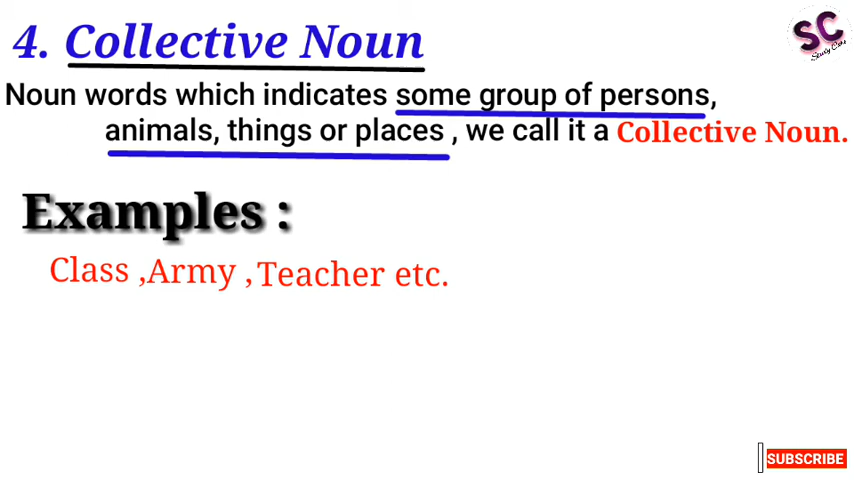 4. Collective Noun
SC
Study Cafe
Noun words which indicates some group of persons,
animals, things or places , we call it a Collective Noun.
Examples :
Class ,Army ,Teacher etc.
SUBSCRIBE